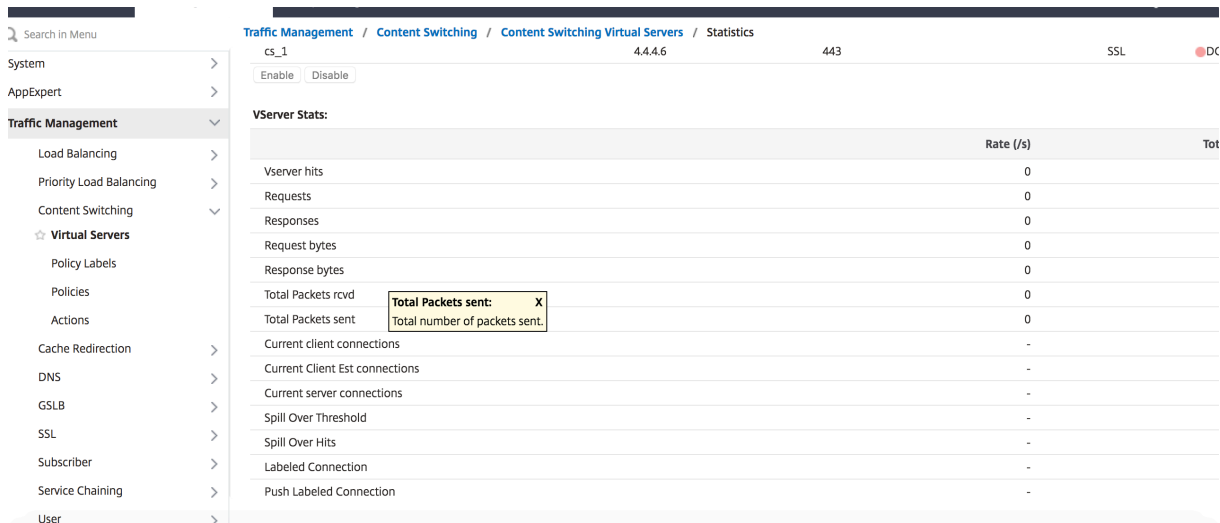 Search in Menu
System
AppExpert
Traffic Management
Load Balancing
Priority Load Balancing
Content Switching
Virtual Servers
Policy Labels
Policies
Actions
Cache Redirection
DNS
GSLB
SSL
Subscriber
Service Chaining
User
Traffic Management / Content Switching / Content Switching Virtual Servers / Statistics
cs_1 4.4.4.6 443 SSL
Enable Disable
VServer Stats:
Rate (/s) Tot
Vserver hits 0
Requests 0
Responses 0
Request bytes 0
Response bytes 0
Total Packets rcvd 0
Total Packets sent 0
Total Packets sent: X
Total number of packets sent.
Current client connections -
Current Client Est connections -
Current server connections -
Spill Over Threshold -
Spill Over Hits -
Labeled Connection -
Push Labeled Connection -